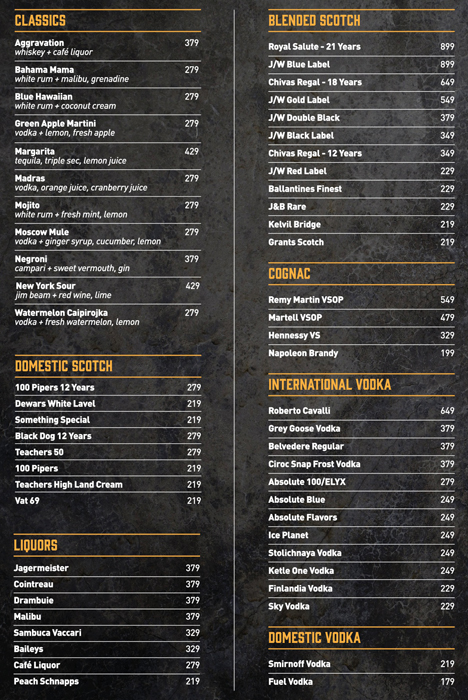 CLASSICS
Aggravation 379
whiskey + café liquor
Bahama Mama 279
white rum + malibu, grenadine
Blue Hawaiian 279
white rum + coconut cream
Green Apple Martini 279
vodka + lemon, fresh apple
Margarita 429
tequila, triple sec, lemon juice
Madras 279
vodka, orange juice, cranberry juice
Mojito 279
white rum + fresh mint, lemon
Moscow Mule 279
vodka + ginger syrup, cucumber, lemon
Negroni 379
campari + sweet vermouth, gin
New York Sour 429
jim beam + red wine, lime
Watermelon Caipirojka 279
vodka + fresh watermelon, lemon
DOMESTIC SCOTCH
100 Pipers 12 Years 279
Dewars White Lavel 219
Something Special 219
Black Dog 12 Years 279
Teachers 50 279
100 Pipers 219
Teachers High Land Cream 219
Vat 69 219
LIQUORS
Jagermeister 379
Cointreau 379
Drambuie 379
Malibu 379
Sambuca Vaccari 329
Baileys 329
Café Liquor 279
Peach Schnapps 219
BLENDED SCOTCH
Royal Salute - 21 Years 899
J/W Blue Label 899
Chivas Regal - 18 Years 649
J/W Gold Label 549
J/W Double Black 379
J/W Black Label 349
Chivas Regal - 12 Years 349
J/W Red Label 229
Ballantines Finest 229
J&B Rare 229
Kelvil Bridge 219
Grants Scotch 219
COGNAC
Remy Martin VSOP 549
Martell VSOP 479
Hennessy VS 329
Napoleon Brandy 199
INTERNATIONAL VODKA
Roberto Cavalli 649
Grey Goose Vodka 379
Belvedere Regular 379
Ciroc Snap Frost Vodka 379
Absolute 100/ELYX 279
Absolute Blue 249
Absolute Flavors 249
Ice Planet 249
Stolichnaya Vodka 249
Ketle One Vodka 249
Finlandia Vodka 229
Sky Vodka 229
DOMESTIC VODKA
Smirnoff Vodka 219
Fuel Vodka 179